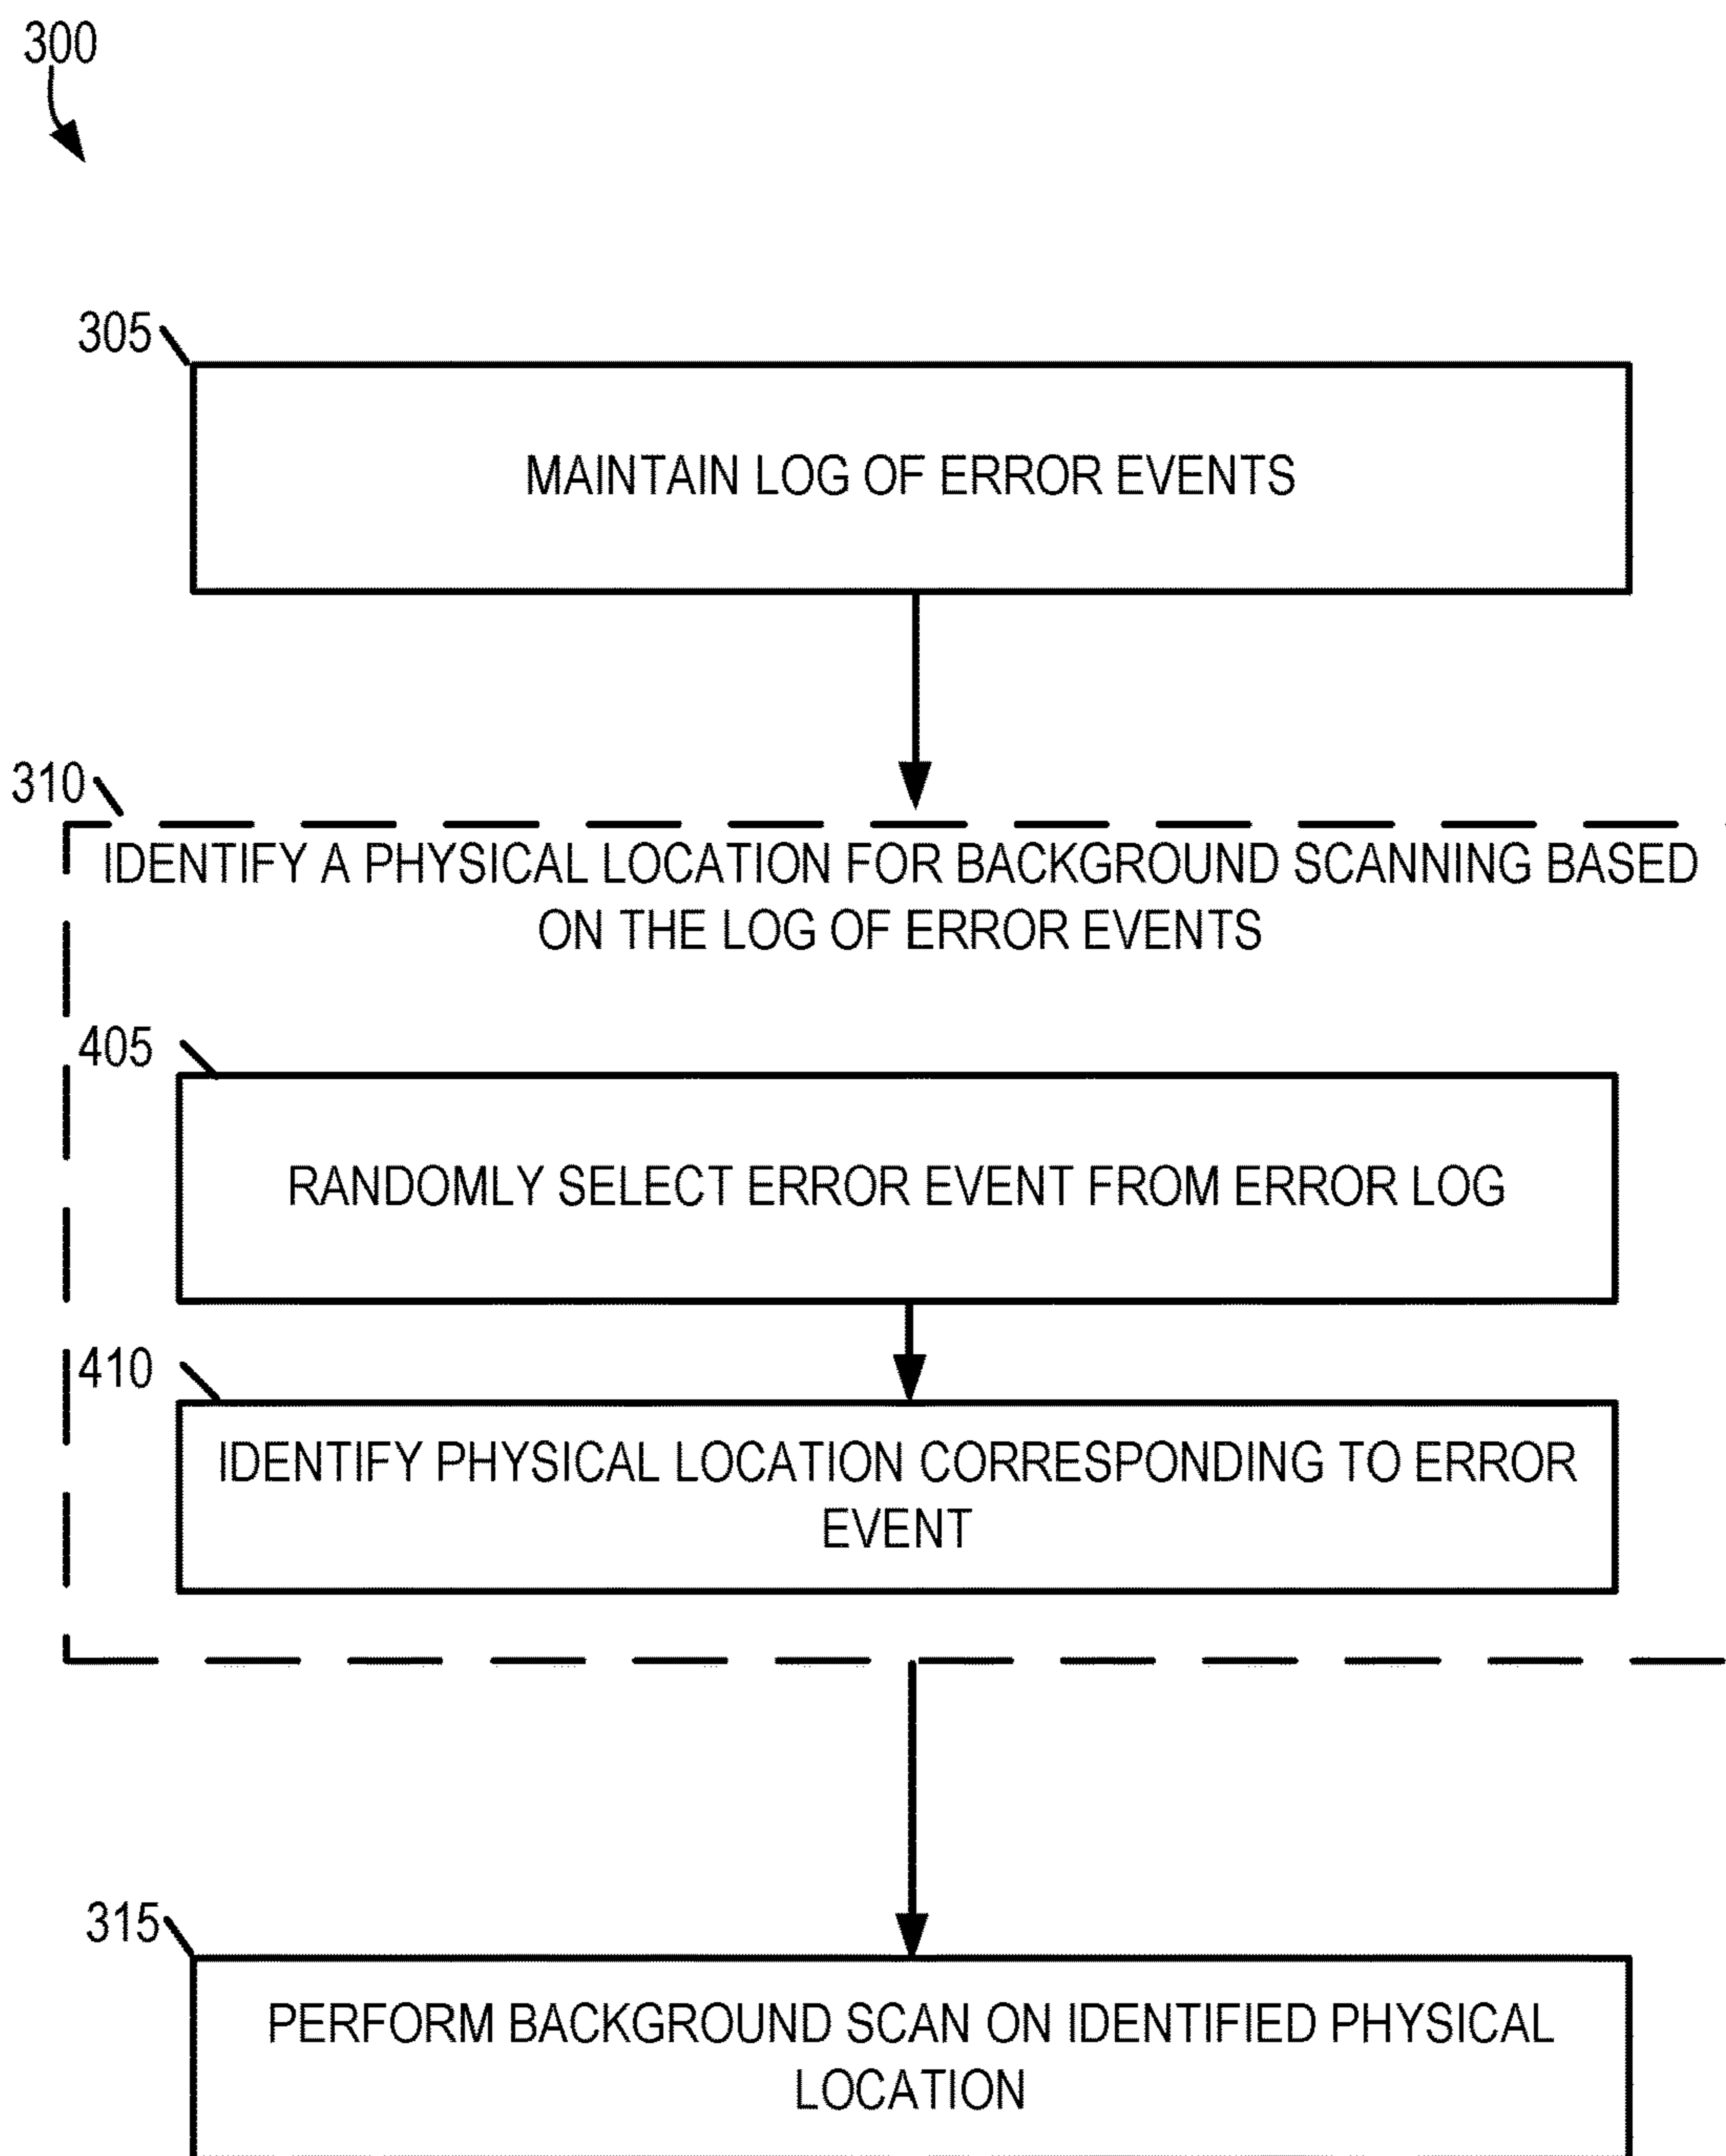 300
305
MAINTAIN LOG OF ERROR EVENTS
310
IDENTIFY A PHYSICAL LOCATION FOR BACKGROUND SCANNING BASED
ON THE LOG OF ERROR EVENTS
405
RANDOMLY SELECT ERROR EVENT FROM ERROR LOG
410
IDENTIFY PHYSICAL LOCATION CORRESPONDING TO ERROR
EVENT
315
PERFORM BACKGROUND SCAN ON IDENTIFIED PHYSICAL
LOCATION